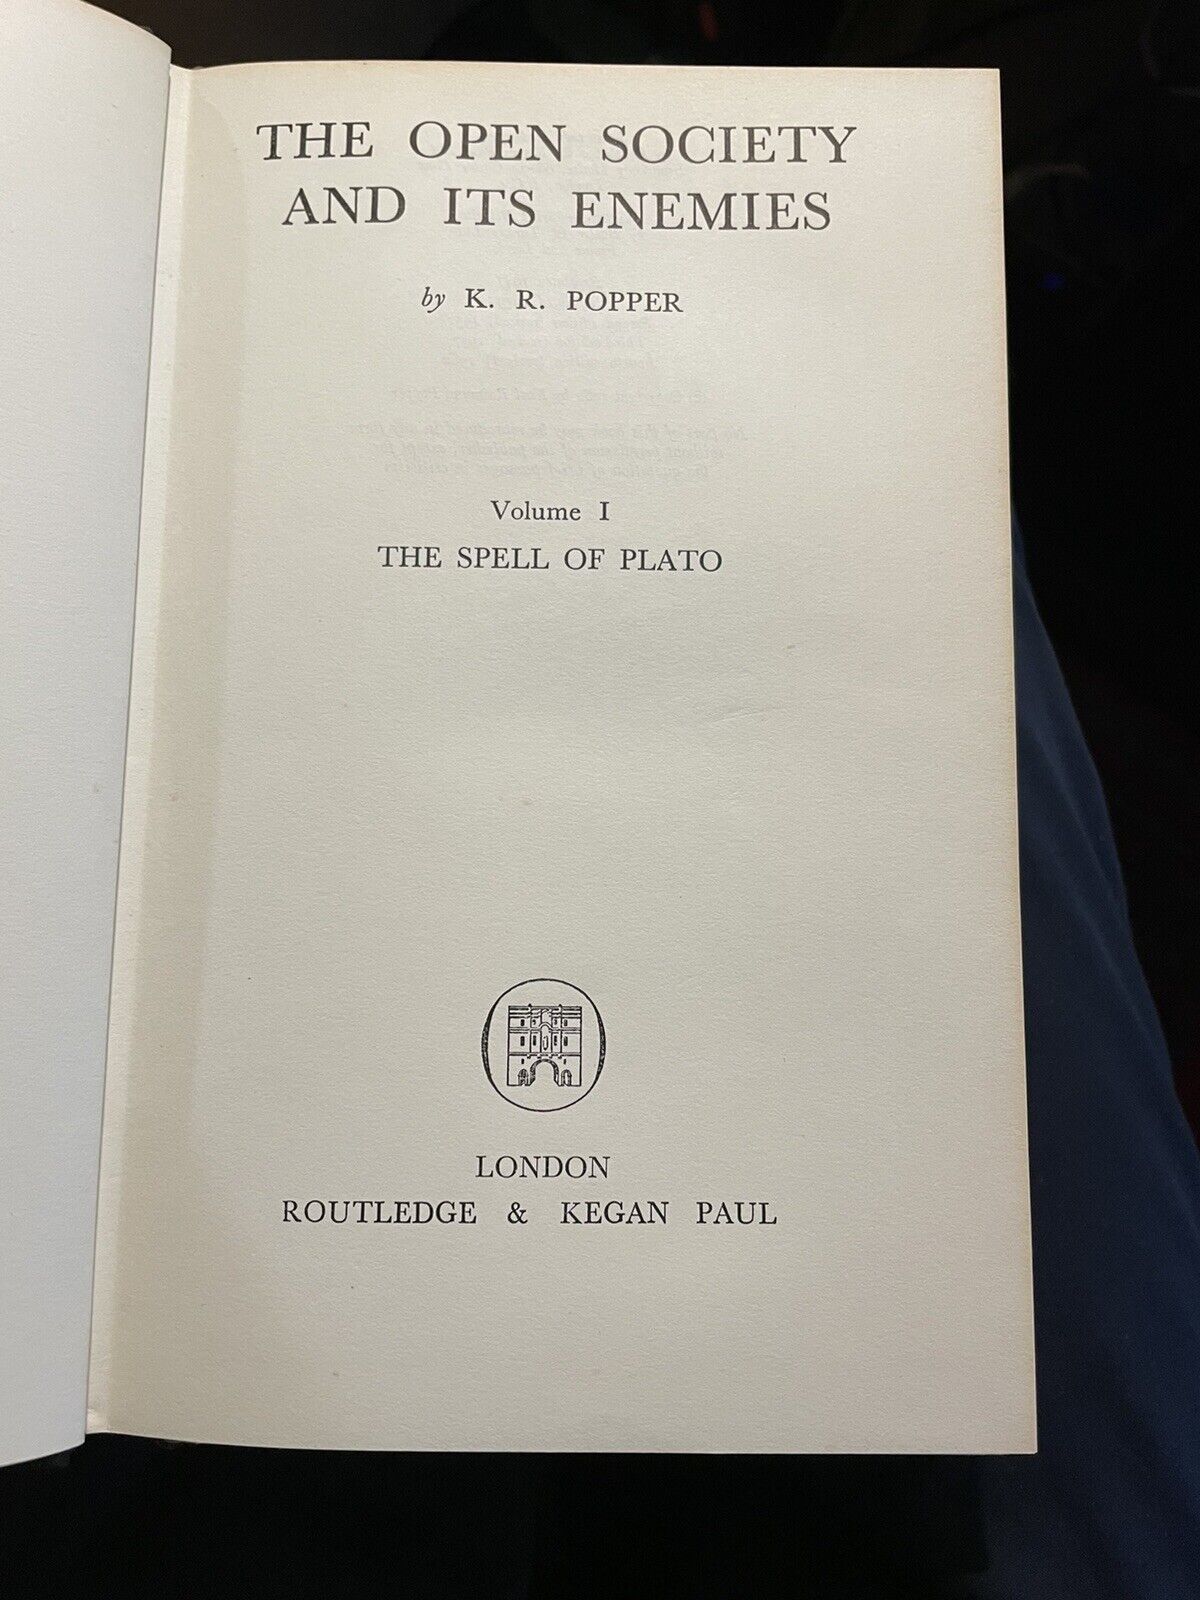 THE OPEN SOCIETY
AND ITS ENEMIES
by K. R. POPPER
Volume I
THE SPELL OF PLATO
LONDON
ROUTLEDGE & KEGAN PAUL